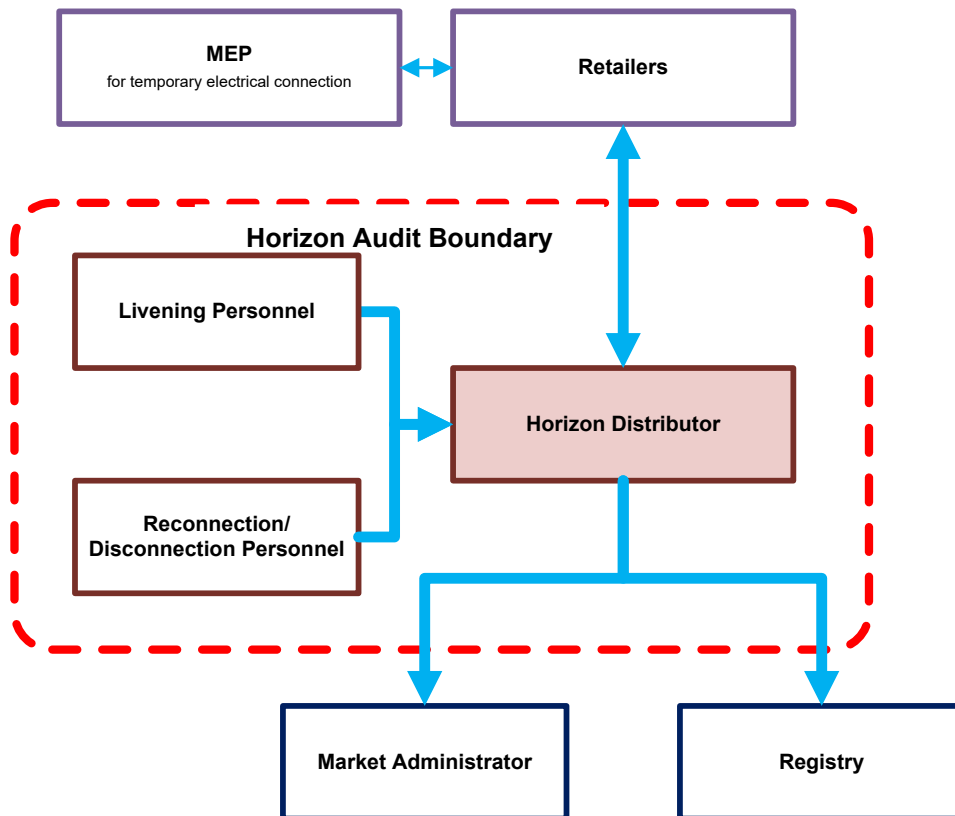 MEP
for temporary electrical connection
Retailers
Horizon Audit Boundary
Livening Personnel
Horizon Distributor
Reconnection/
Disconnection Personnel
Market Administrator
Registry